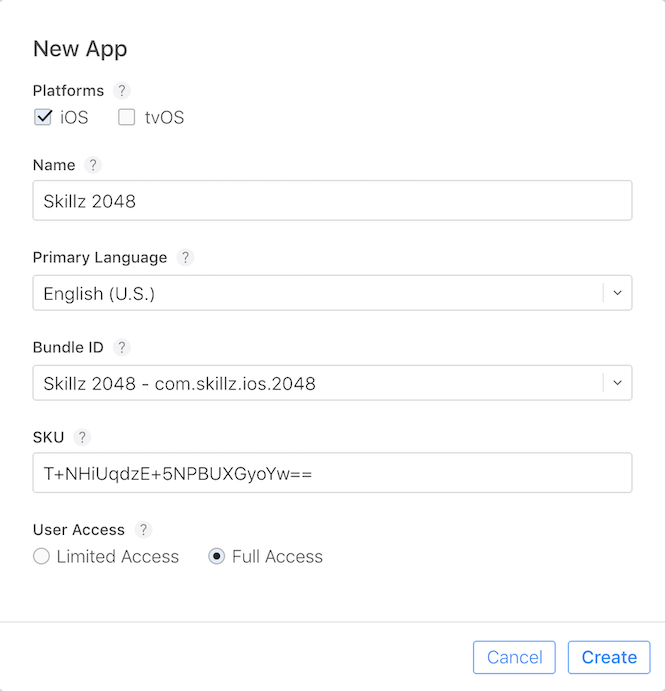 New App
Platforms ?
iOS tvOS
Name ?
Skillz 2048
Primary Language ?
English (U.S.)
Bundle ID ?
Skillz 2048 - com.skillz.ios.2048
SKU ?
T+NHiUqdzE+5NPBUXGyoYw==
User Access ?
Limited Access Full Access
Cancel Create